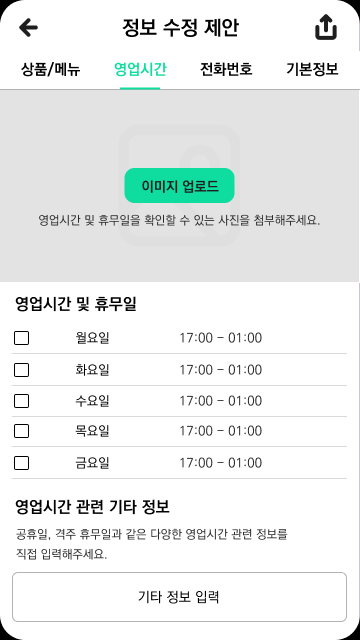 정보 수정 제안
상품/메뉴 영업시간 전화번호 기본정보
이미지 업로드
영업시간 및 휴무일을 확인할 수 있는 사진을 첨부해주세요.
영업시간 및 휴무일
월요일 17:00 - 01:00
화요일 17:00 - 01:00
수요일 17:00 - 01:00
목요일 17:00 - 01:00
금요일 17:00 - 01:00
영업시간 관련 기타 정보
공휴일, 격주 휴무일과 같은 다양한 영업시간 관련 정보를
직접 입력해주세요.
기타 정보 입력